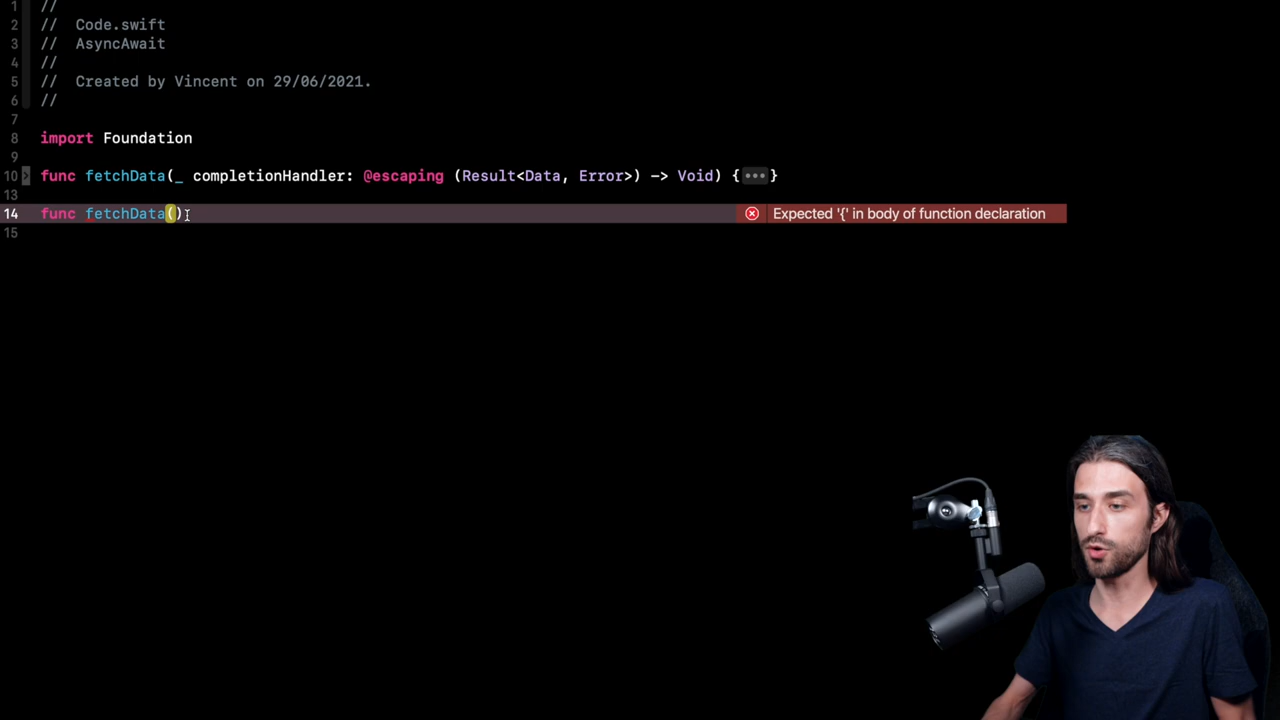 1 //
2 // Code.swift
3 // AsyncAwait
4 //
5 // Created by Vincent on 29/06/2021.
6 //
7
8 import Foundation
9
10 func fetchData(_ completionHandler: @escaping (Result<Data, Error>) -> Void) {•••}
13
14 func fetchData() Expected '{' in body of function declaration
15